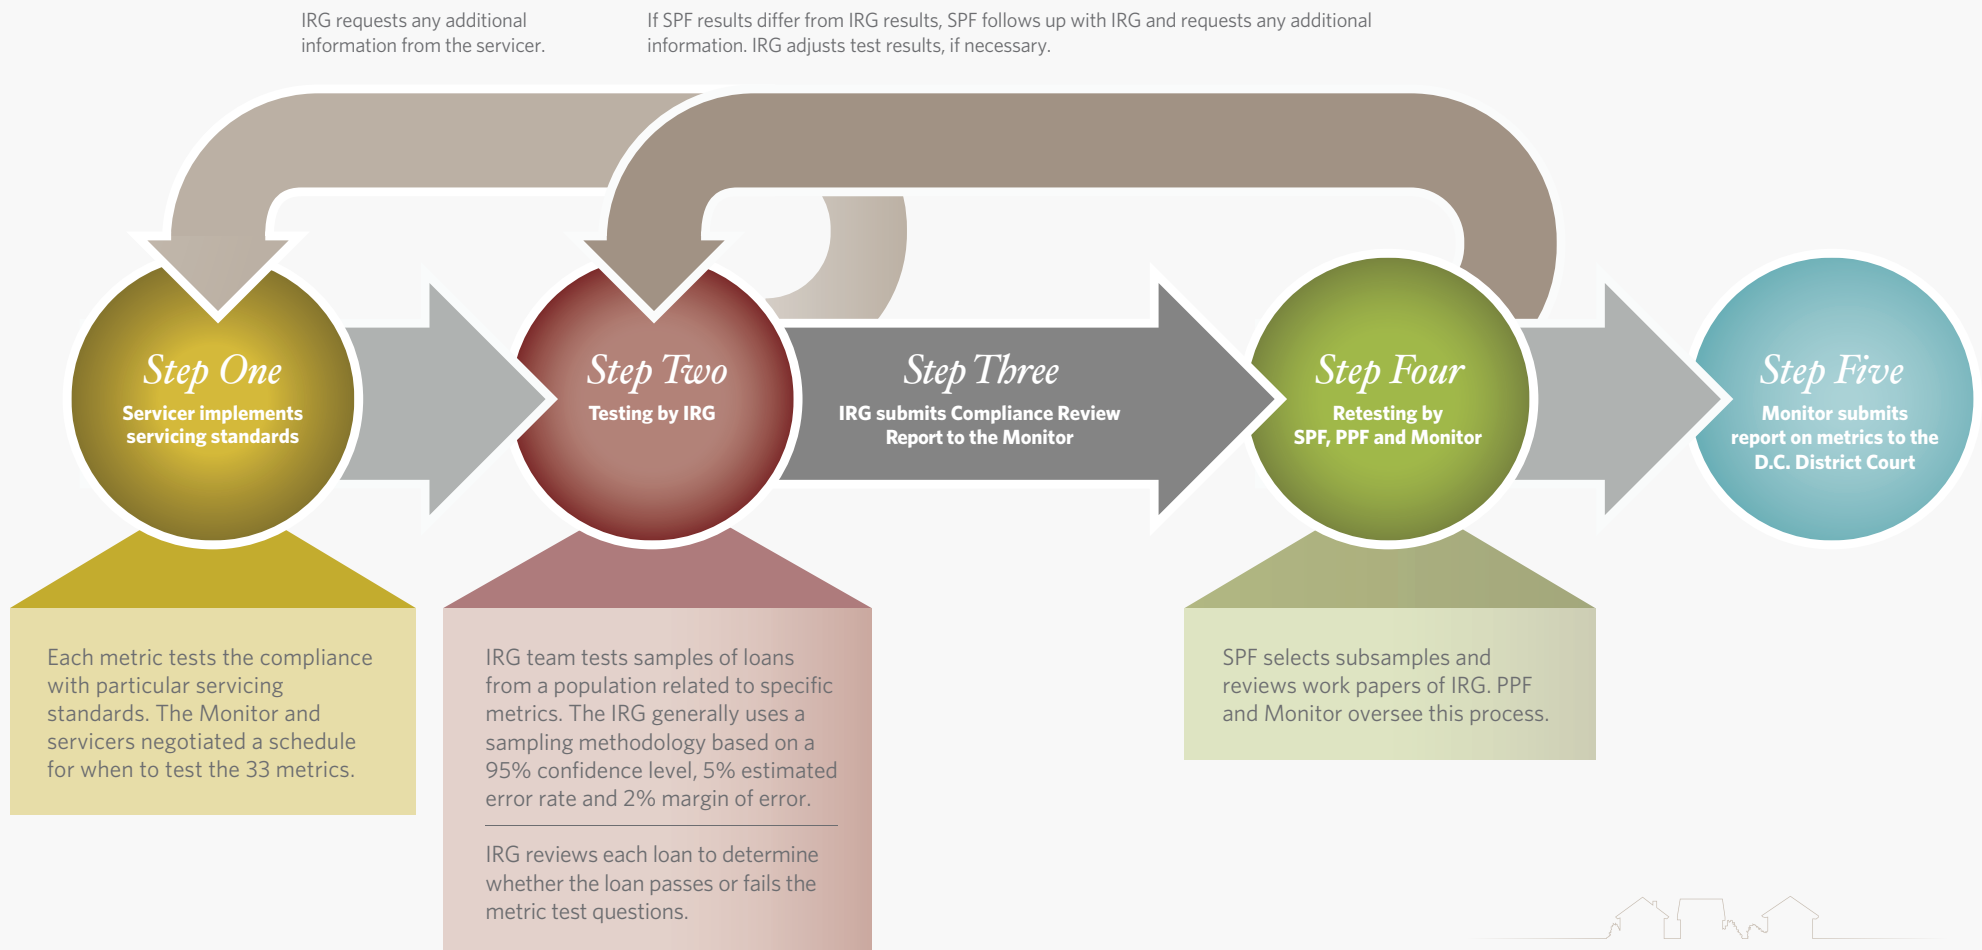 IRG requests any additional
information from the servicer.
If SPF results differ from IRG results, SPF follows up with IRG and requests any additional
information. IRG adjusts test results, if necessary.
Step One
Servicer implements
servicing standards
Step Two
Testing by IRG
Step Three
IRG submits Compliance Review
Report to the Monitor
Step Four
Retesting by
SPF, PPF and Monitor
Step Five
Monitor submits
report on metrics to the
D.C. District Court
Each metric tests the compliance
with particular servicing
standards. The Monitor and
servicers negotiated a schedule
for when to test the 33 metrics.
IRG team tests samples of loans
from a population related to specific
metrics. The IRG generally uses a
sampling methodology based on a
95% confidence level, 5% estimated
error rate and 2% margin of error.
IRG reviews each loan to determine
whether the loan passes or fails the
metric test questions.
SPF selects subsamples and
reviews work papers of IRG. PPF
and Monitor oversee this process.